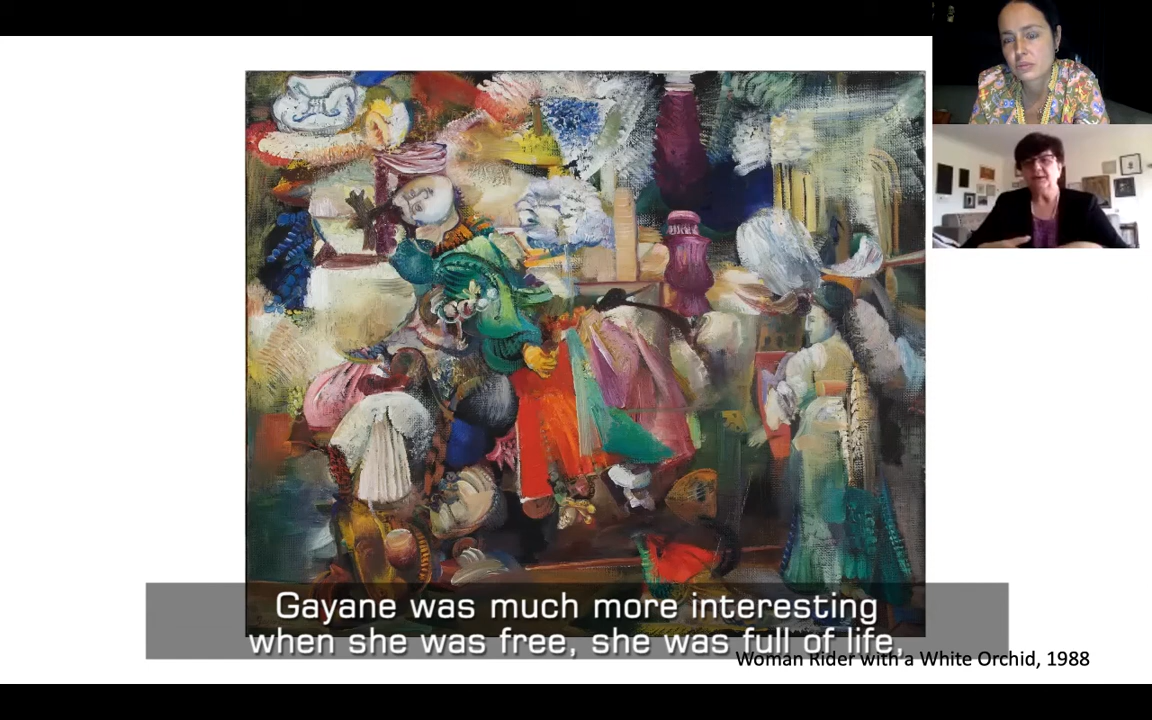 Gayane was much more interesting
when she was free, she was full of life,
Woman Rider with a White Orchid, 1988